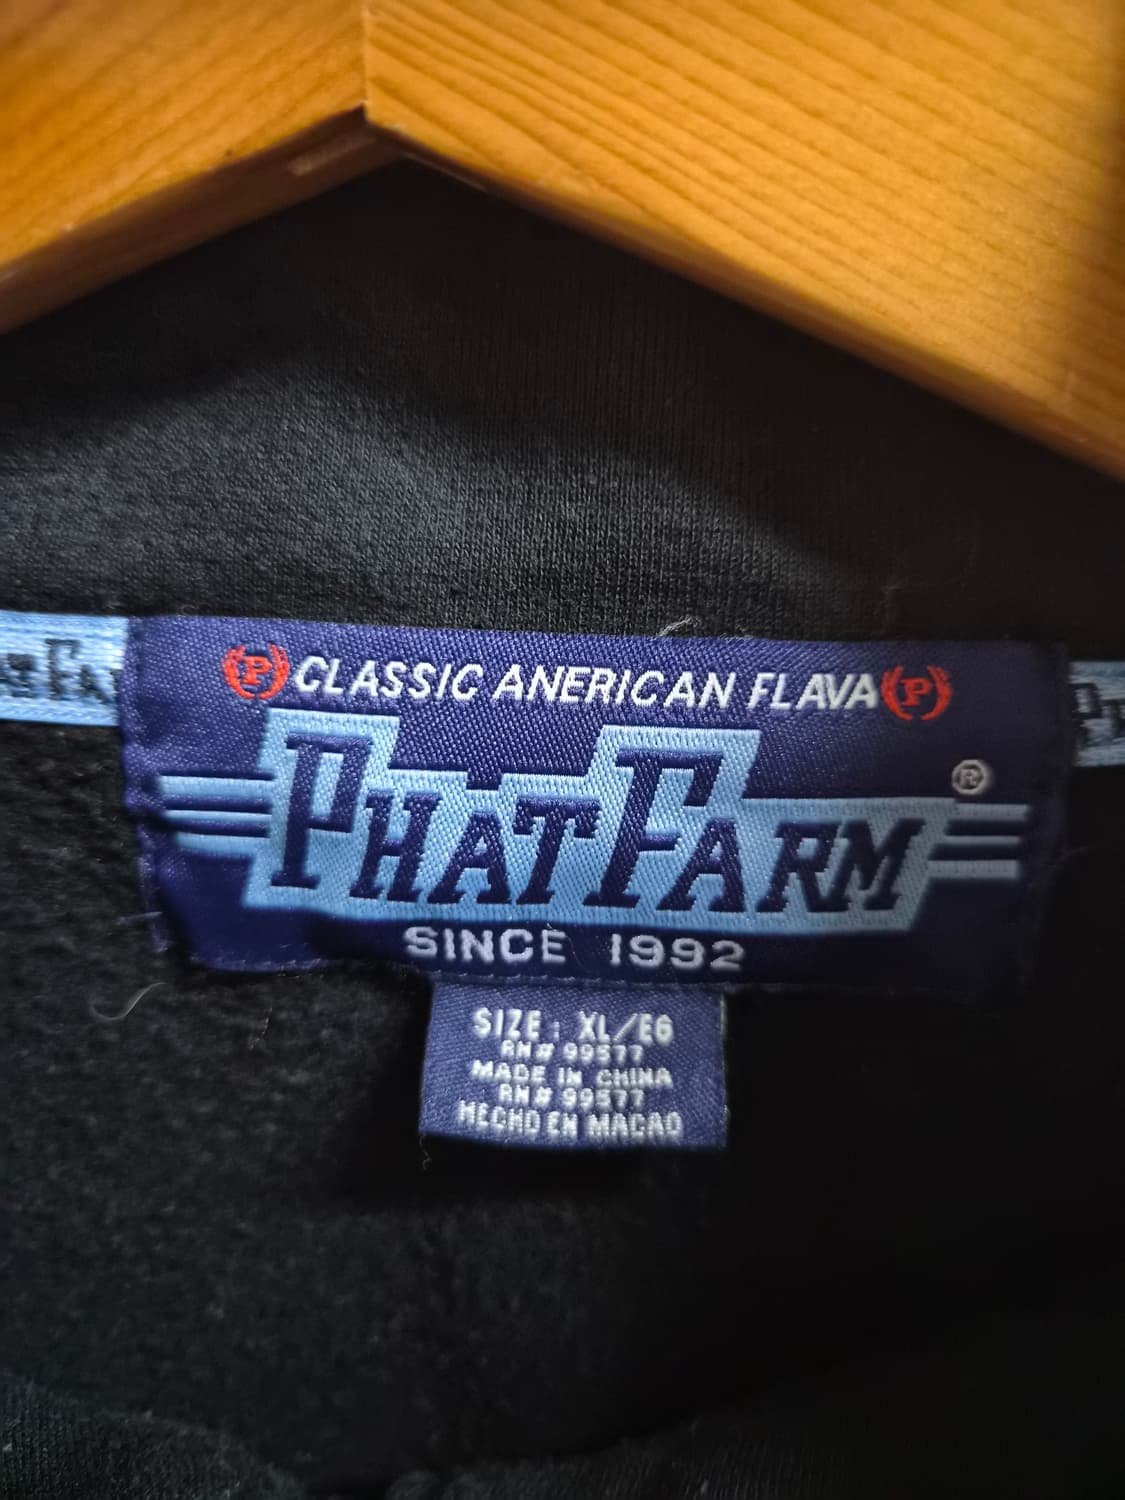 P CLASSIC ANERICAN FLAVA P
PHAT FARM ®
SINCE 1992
SIZE: XL/EG
RN# 99577
MADE IN CHINA
RN# 99577
HECHO EN MACAO